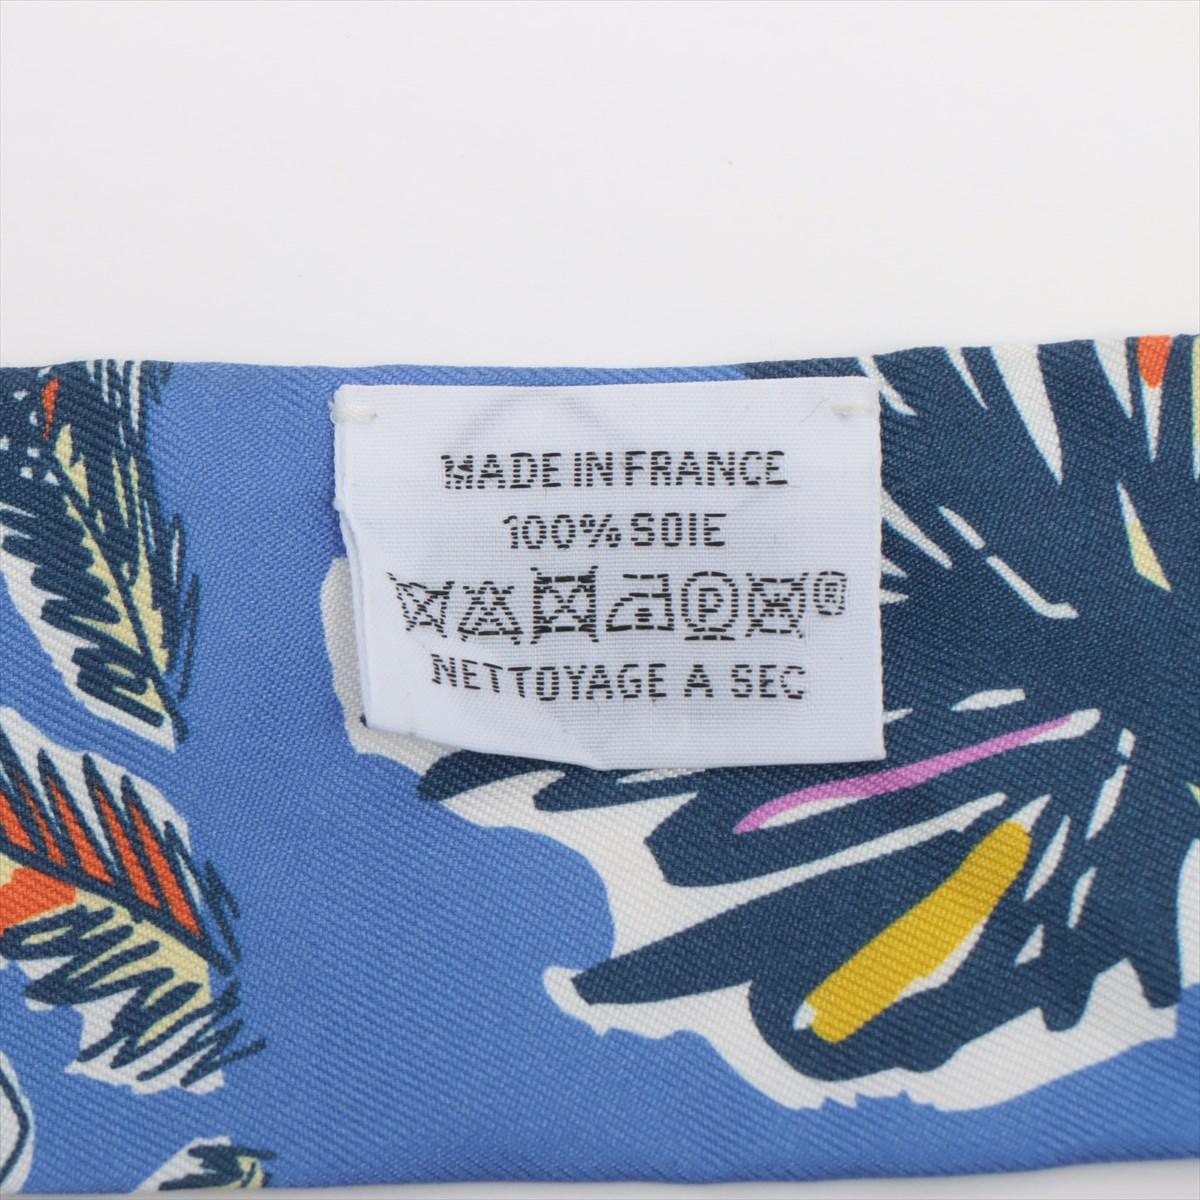 MADE IN FRANCE
100% SOIE
P ®
NETTOYAGE A SEC